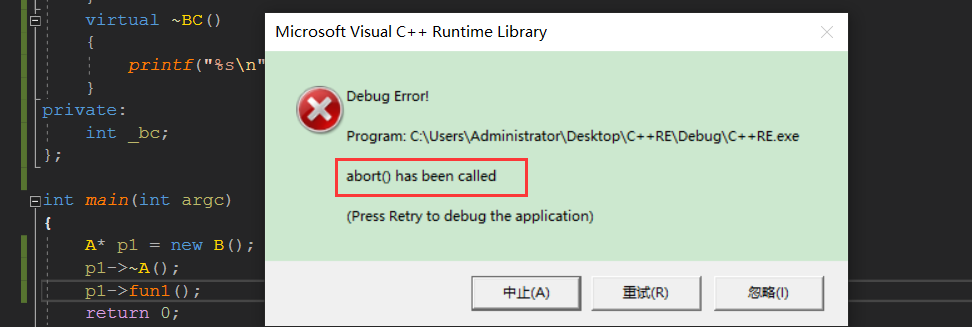 virtual ~BC()
{
printf("%s\n"
}
private:
int _bc;
};
int main(int argc)
{
A* p1 = new B();
p1->~A();
p1->fun1();
return 0;
Microsoft Visual C++ Runtime Library
Debug Error!
Program: C:\Users\Administrator\Desktop\C++RE\Debug\C++RE.exe
abort() has been called
(Press Retry to debug the application)
中止(A)
重试(R)
忽略(I)